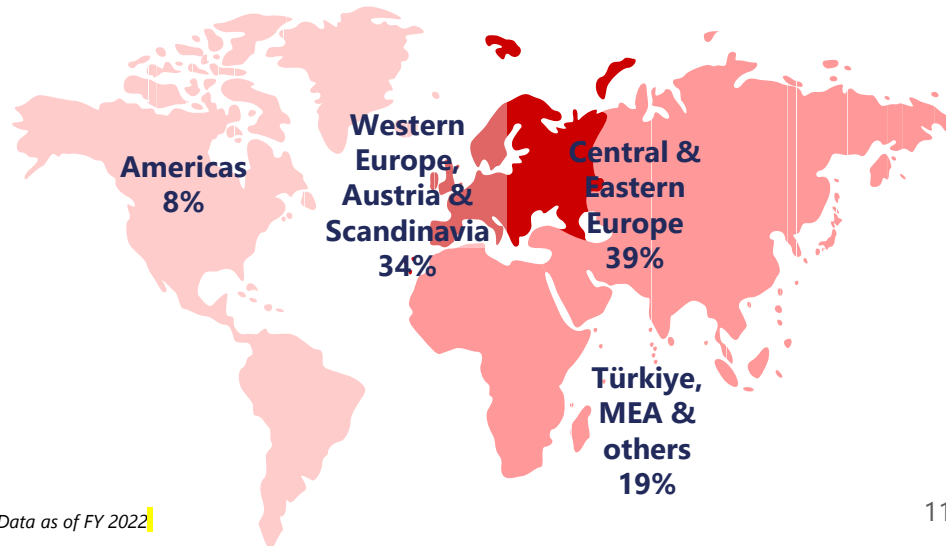 Americas
8%
Western
Europe,
Austria &
Scandinavia
34%
Central &
Eastern
Europe
39%
Türkiye,
MEA &
others
19%
Data as of FY 2022
11